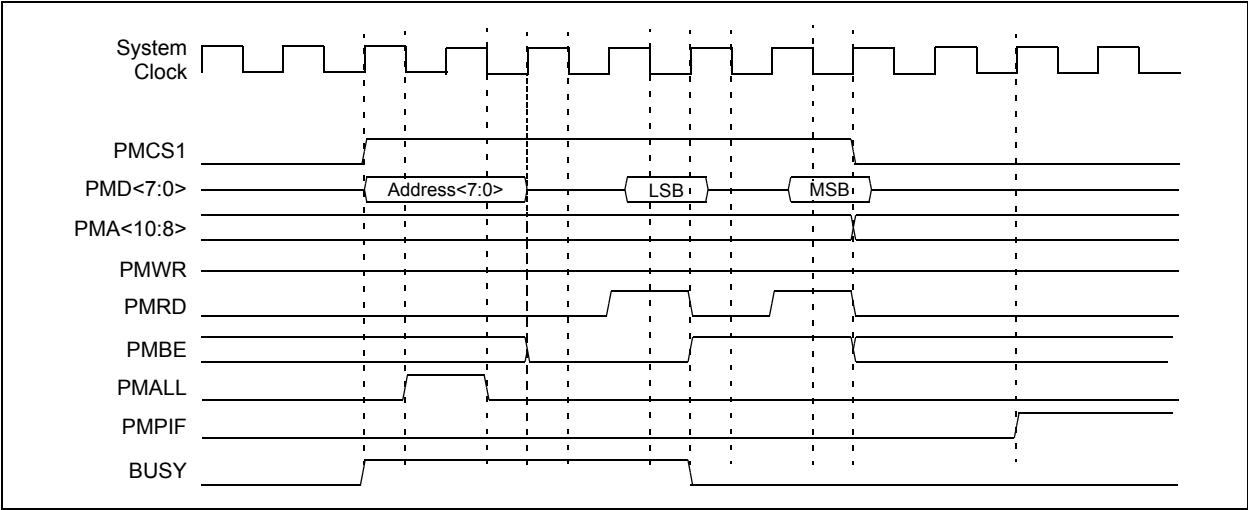 System
Clock
PMCS1
PMD<7:0>
Address<7:0>
LSB
MSB
PMA<10:8>
PMWR
PMRD
PMBE
PMALL
PMPIF
BUSY